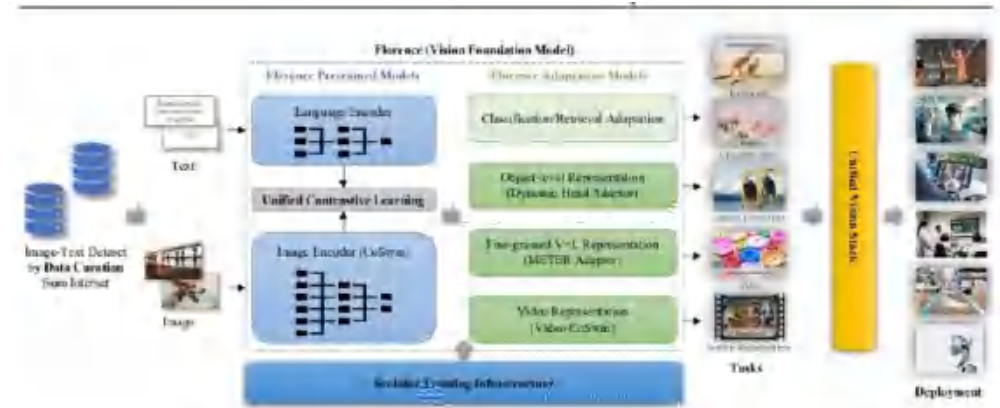 Florence (Vision Foundation Model)
Florence Pretrained Models
Florence Adaptation Models
Language Encoder
Text
Unified Contrastive Learning
Image Encoder (CoSwin)
Image
Image-Text Dataset
by Data Curation
from Internet
Classification/Retrieval Adaptation
Object-level Representation
(Dynamic Head Adaptor)
Fine-grained V+L Representation
(METER Adaptor)
Video Representation
(Video CoSwin)
Scalable Training Infrastructure
Tasks
Unified Vision Stack
Deployment